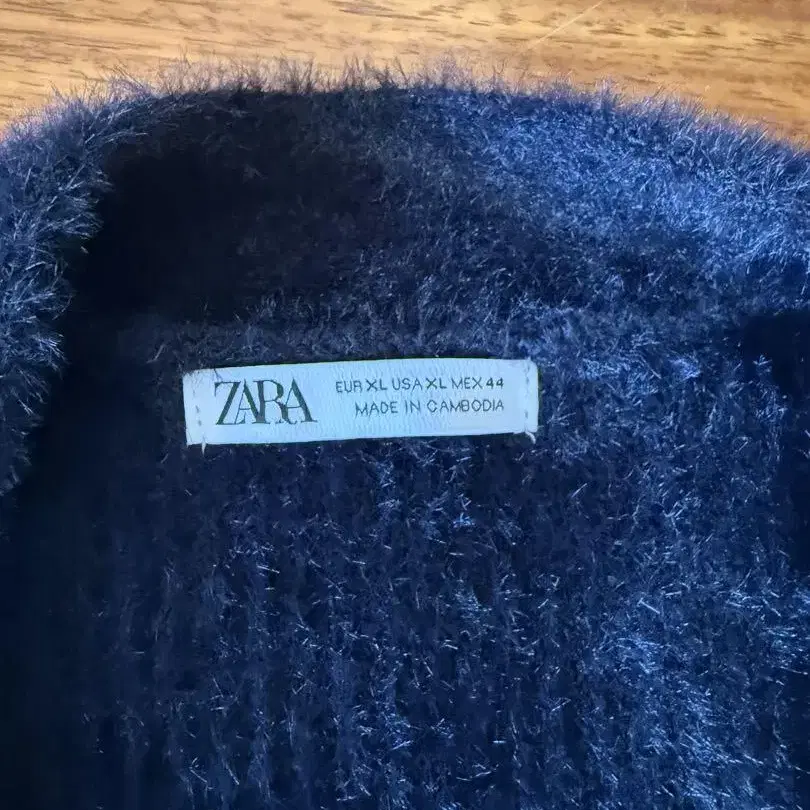 ZARA
EUR XL USA XL MEX 44
MADE IN CAMBODIA